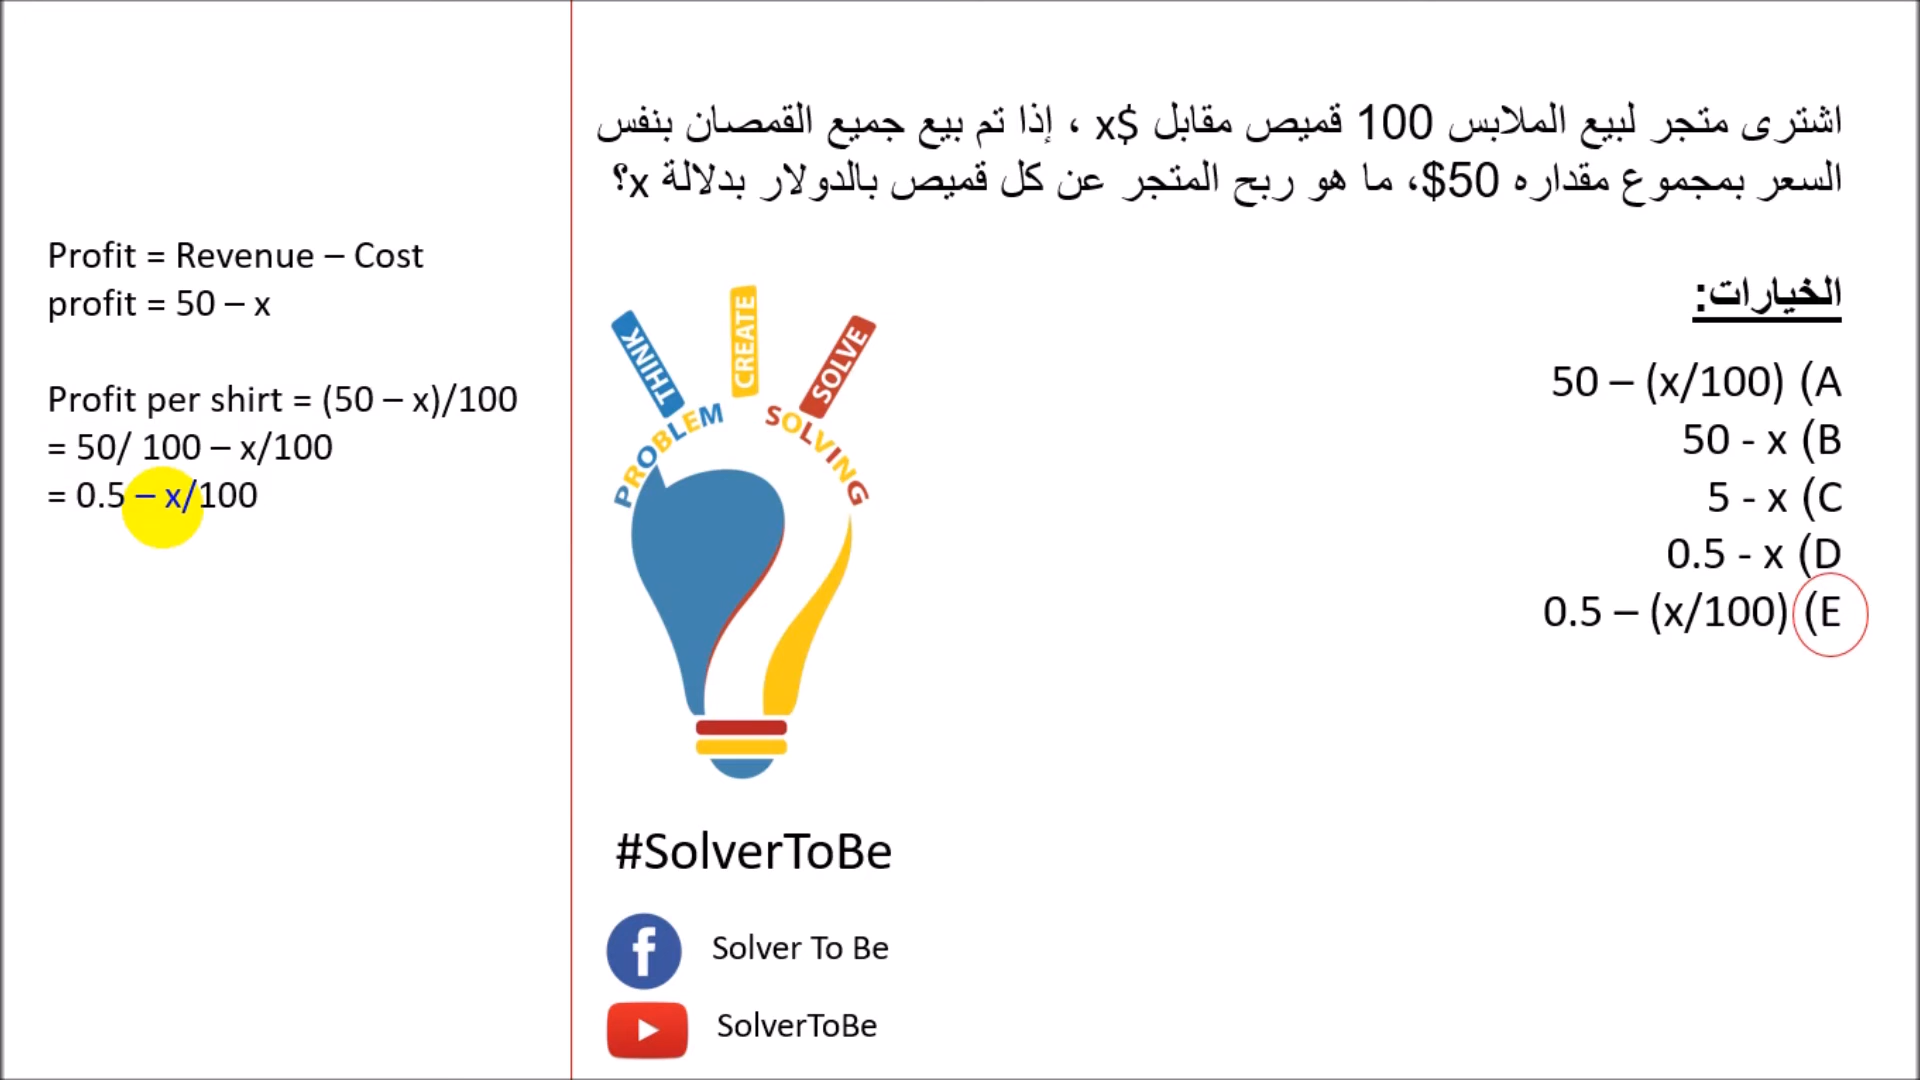 اشترى متجر لبيع الملابس 100 قميص مقابل x$ ، إذا تم بيع جميع القمصان بنفس
السعر بمجموع مقداره 50$، ما هو ربح المتجر عن كل قميص بالدولار بدلالة x؟
Profit = Revenue – Cost
profit = 50 – x
Profit per shirt = (50 – x)/100
= 50/ 100 – x/100
= 0.5 – x/100
الخيارات:
50 – (x/100) (A
50 - x (B
5 - x (C
0.5 - x (D
0.5 – (x/100) (E
THINK
CREATE
SOLVE
PROBLEM SOLVING
#SolverToBe
Solver To Be
SolverToBe